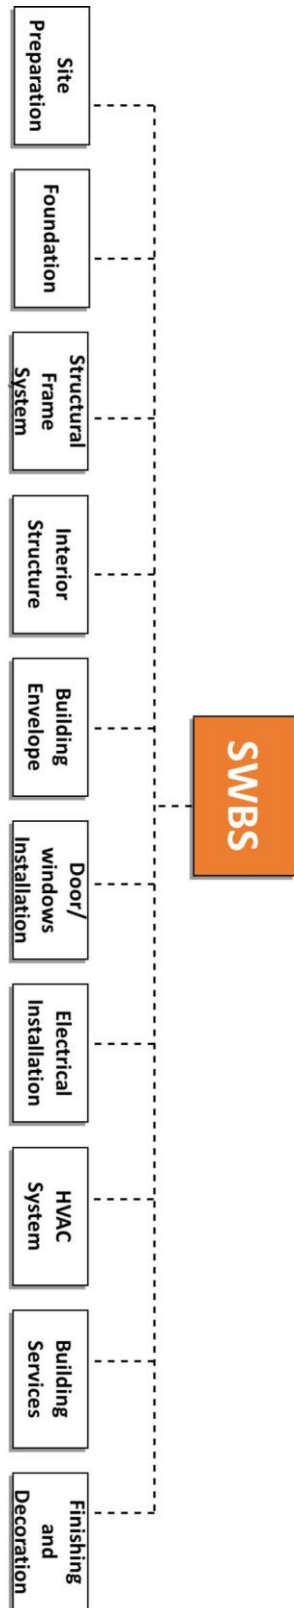 SWBS
Site
Preparation
Foundation
Structural
Frame
System
Interior
Structure
Building
Envelope
Door/
windows
Installation
Electrical
Installation
HVAC
System
Building
Services
Finishing
and
Decoration